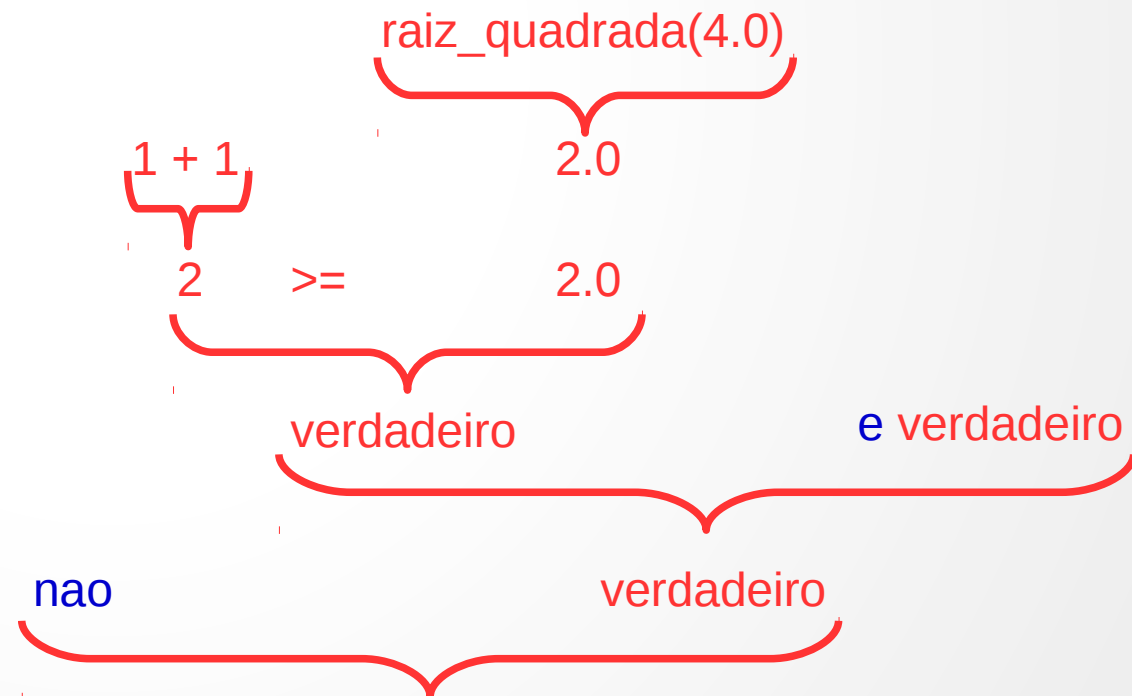 raiz_quadrada(4.0)
1 + 1 2.0
2 >= 2.0
verdadeiro e verdadeiro
nao verdadeiro